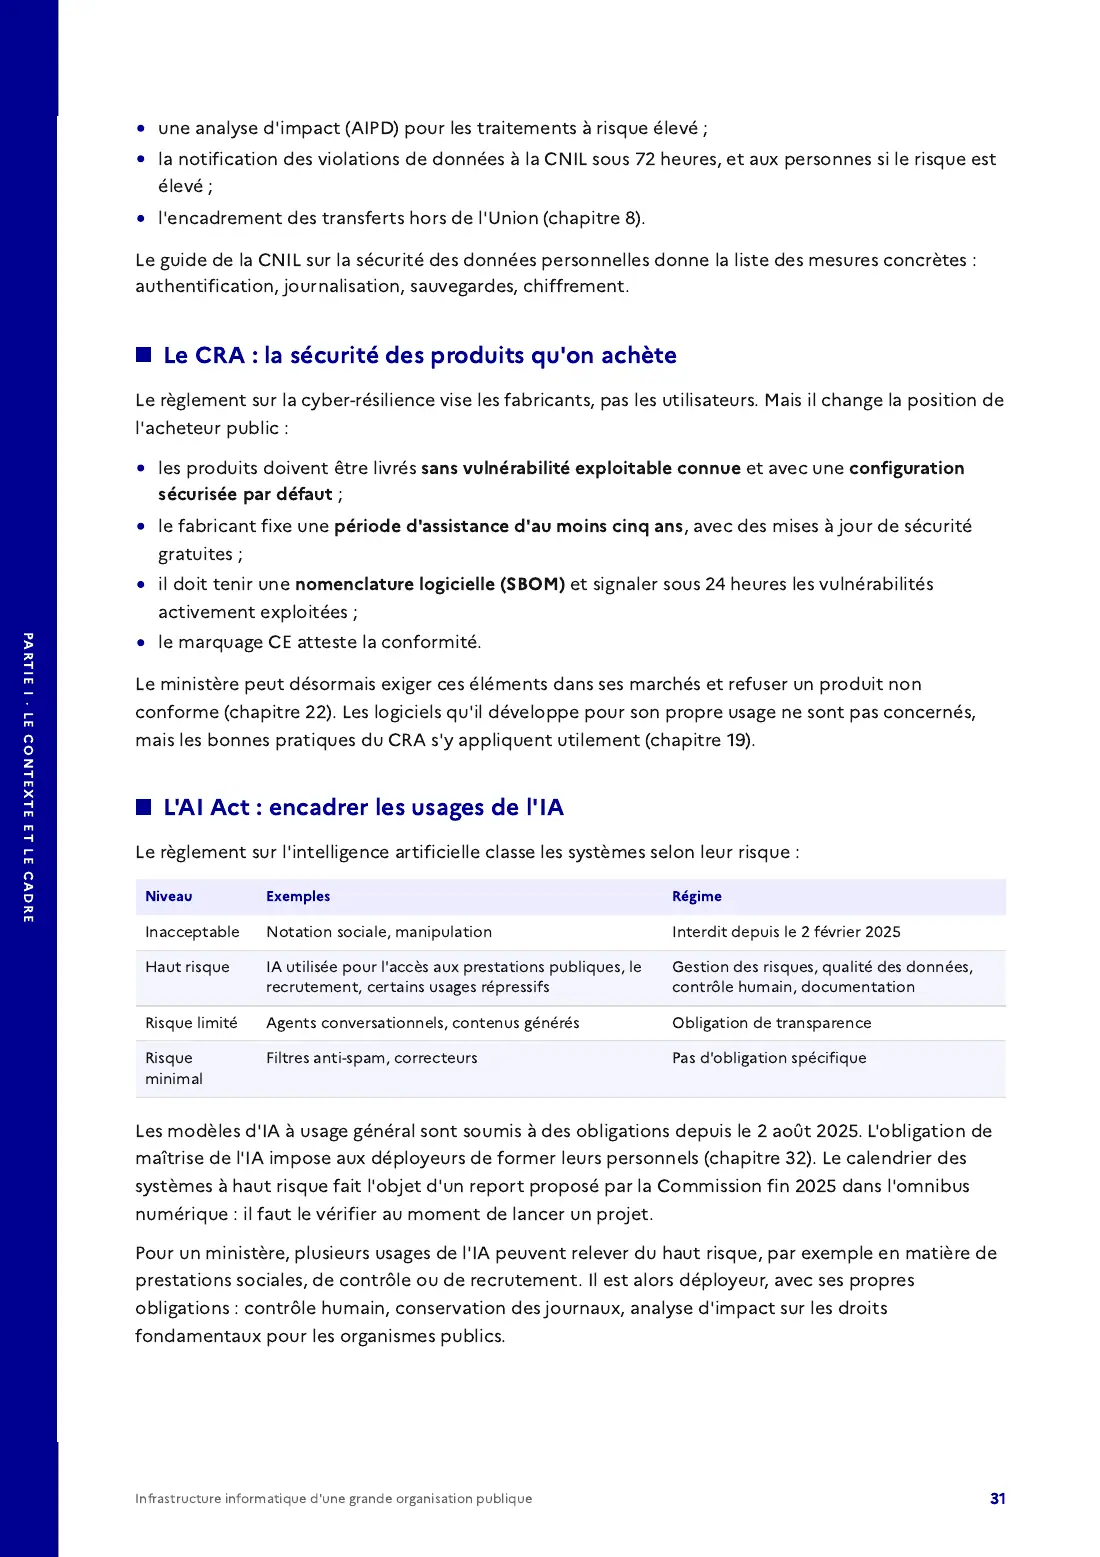 une analyse d'impact (AIPD) pour les traitements à risque élevé ;
la notification des violations de données à la CNIL sous 72 heures, et aux personnes si le risque est
élevé ;
l'encadrement des transferts hors de l'Union (chapitre 8).
Le guide de la CNIL sur la sécurité des données personnelles donne la liste des mesures concrètes :
authentification, journalisation, sauvegardes, chiffrement.
Le CRA : la sécurité des produits qu'on achète
Le règlement sur la cyber-résilience vise les fabricants, pas les utilisateurs. Mais il change la position de
l'acheteur public :
les produits doivent être livrés sans vulnérabilité exploitable connue et avec une configuration
sécurisée par défaut ;
le fabricant fixe une période d'assistance d'au moins cinq ans, avec des mises à jour de sécurité
gratuites ;
il doit tenir une nomenclature logicielle (SBOM) et signaler sous 24 heures les vulnérabilités
activement exploitées ;
le marquage CE atteste la conformité.
Le ministère peut désormais exiger ces éléments dans ses marchés et refuser un produit non
conforme (chapitre 22). Les logiciels qu'il développe pour son propre usage ne sont pas concernés,
mais les bonnes pratiques du CRA s'y appliquent utilement (chapitre 19).
L'AI Act : encadrer les usages de l'IA
Le règlement sur l'intelligence artificielle classe les systèmes selon leur risque :
Niveau Exemples Régime
Inacceptable Notation sociale, manipulation Interdit depuis le 2 février 2025
Haut risque IA utilisée pour l'accès aux prestations publiques, le Gestion des risques, qualité des données,
recrutement, certains usages répressifs contrôle humain, documentation
Risque limité Agents conversationnels, contenus générés Obligation de transparence
Risque Filtres anti-spam, correcteurs Pas d'obligation spécifique
minimal
Les modèles d'IA à usage général sont soumis à des obligations depuis le 2 août 2025. L'obligation de
maîtrise de l'IA impose aux déployeurs de former leurs personnels (chapitre 32). Le calendrier des
systèmes à haut risque fait l'objet d'un report proposé par la Commission fin 2025 dans l'omnibus
numérique : il faut le vérifier au moment de lancer un projet.
Pour un ministère, plusieurs usages de l'IA peuvent relever du haut risque, par exemple en matière de
prestations sociales, de contrôle ou de recrutement. Il est alors déployeur, avec ses propres
obligations : contrôle humain, conservation des journaux, analyse d'impact sur les droits
fondamentaux pour les organismes publics.
PARTIE I · LE CONTEXTE ET LE CADRE
Infrastructure informatique d'une grande organisation publique 31